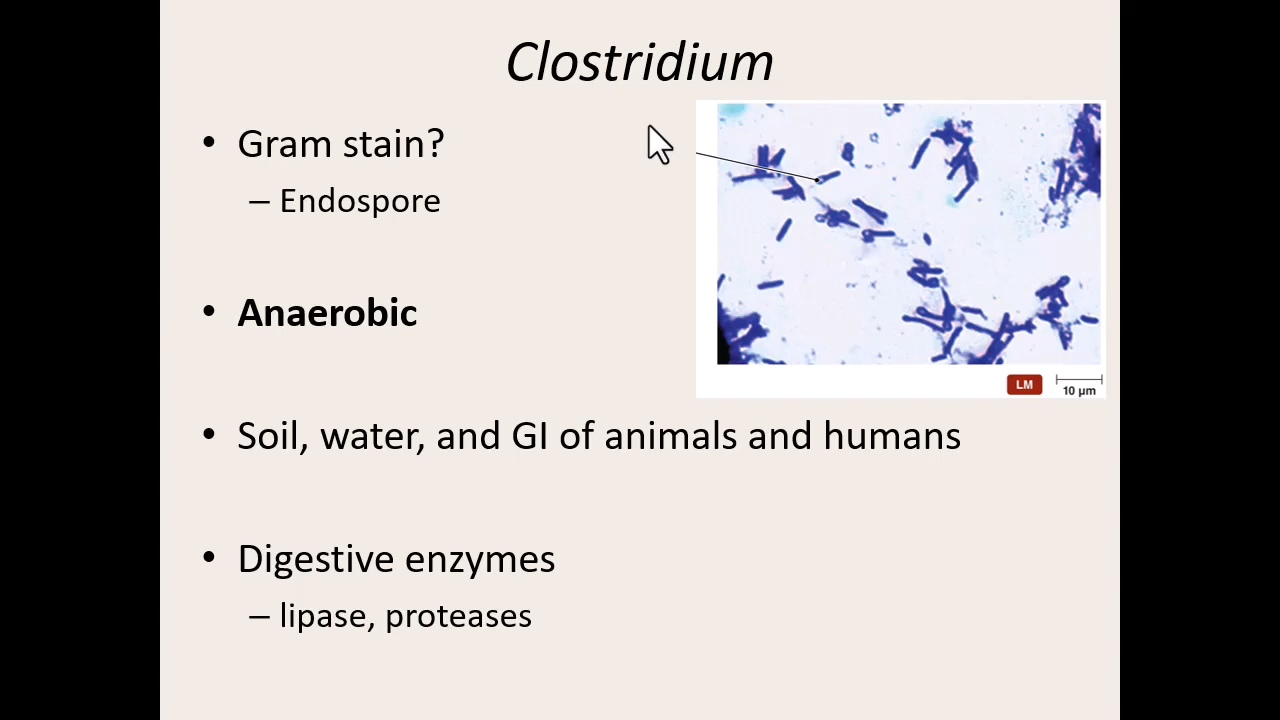 Clostridium
• Gram stain?
– Endospore
• Anaerobic
• Soil, water, and GI of animals and humans
• Digestive enzymes
– lipase, proteases
LM
10 µm